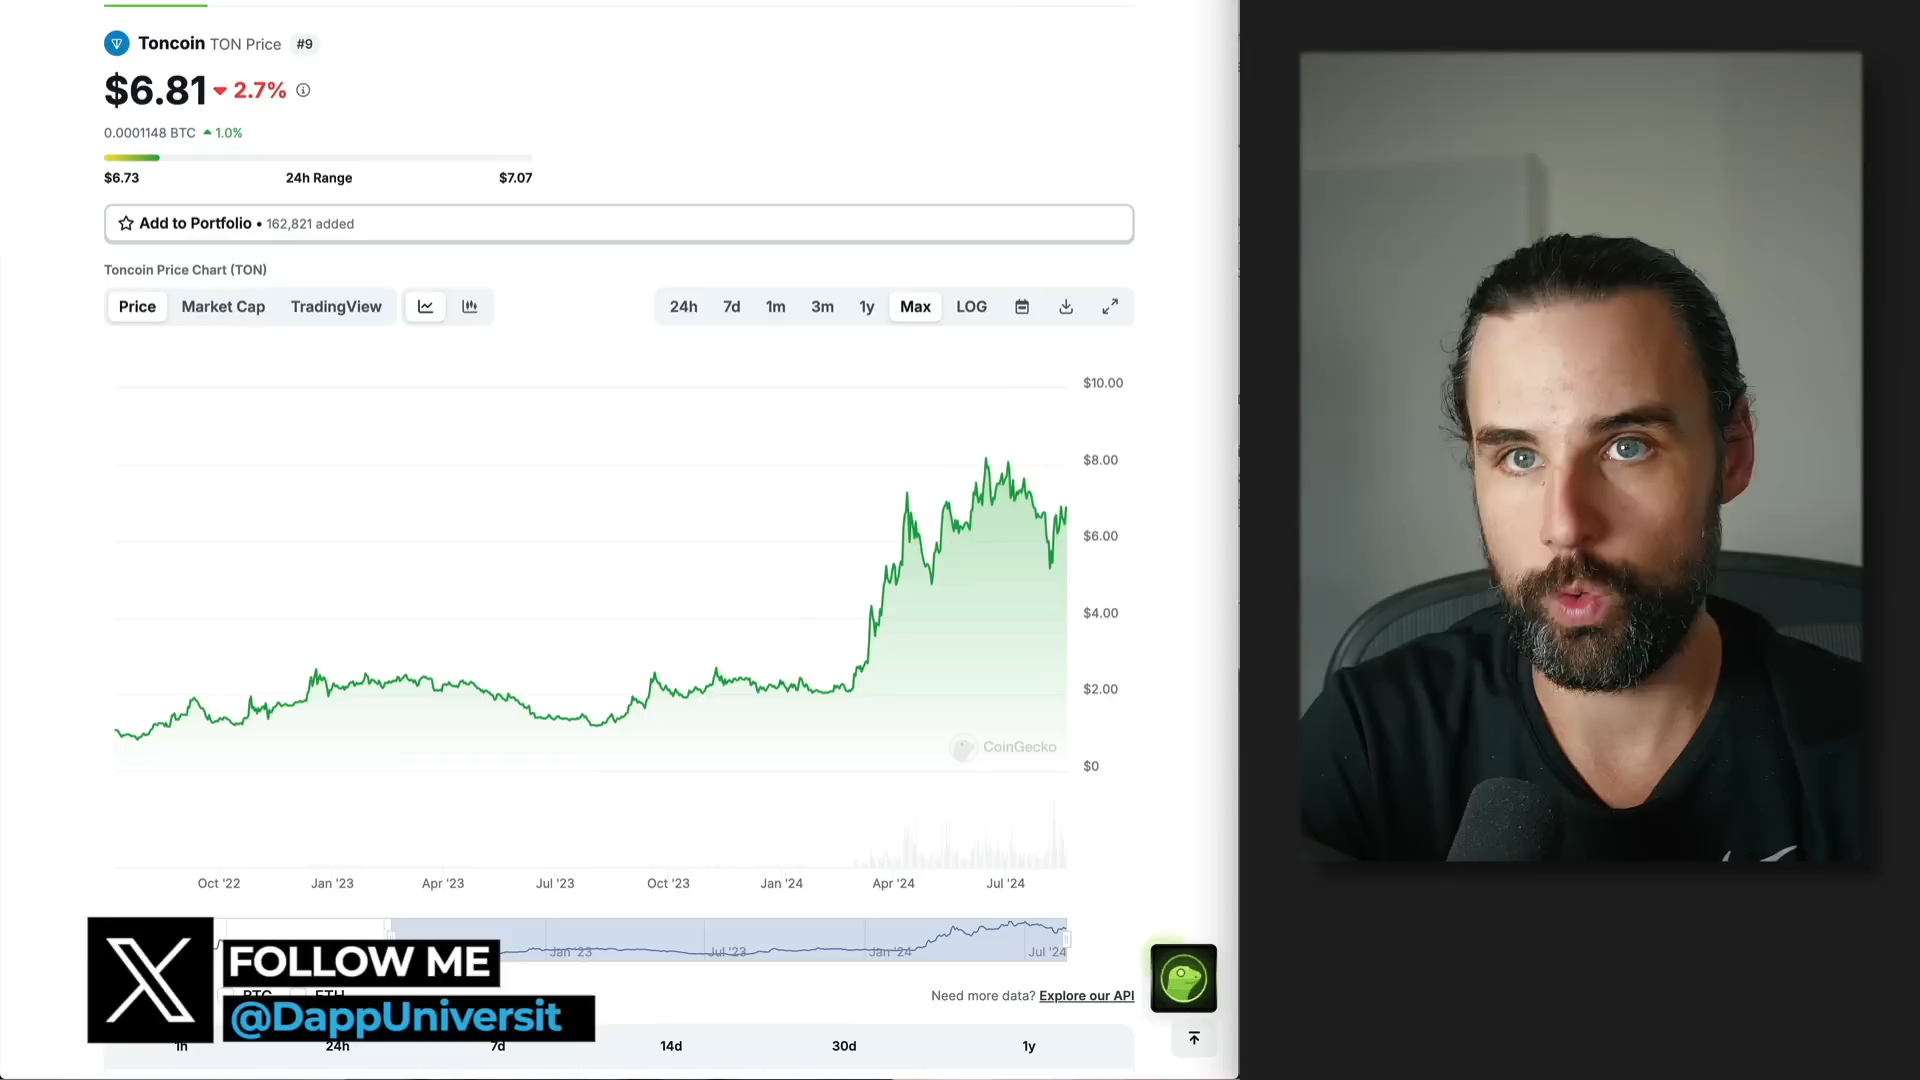 Toncoin TON Price #9
$6.81 2.7%
0.0001148 BTC 1.0%
$6.73 24h Range $7.07
Add to Portfolio • 162,821 added
Toncoin Price Chart (TON)
Price Market Cap TradingView 24h 7d 1m 3m 1y Max LOG
$10.00
$8.00
$6.00
$4.00
$2.00
CoinGecko
$0
Oct '22 Jan '23 Apr '23 Jul '23 Oct '23 Jan '24 Apr '24 Jul '24
Jan '23 Jul '23 Jan '24 Jul '24
FOLLOW ME
BTC ETH
Need more data? Explore our API
@DappUniversit
1h 24h 7d 14d 30d 1y